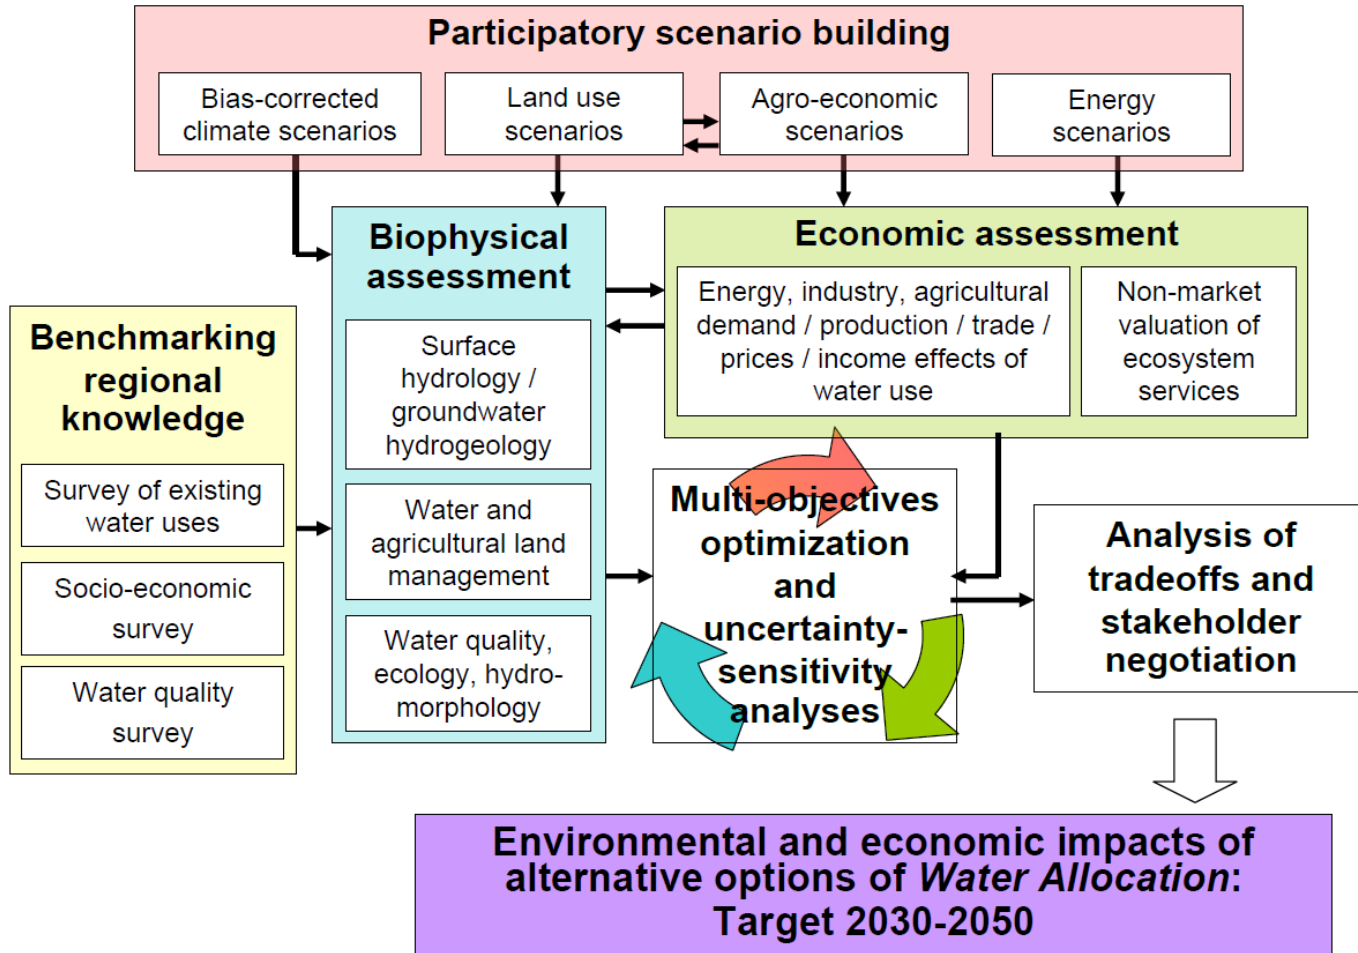 Participatory scenario building
Bias-corrected
climate scenarios
Land use
scenarios
Agro-economic
scenarios
Energy
scenarios
Biophysical
assessment
Surface
hydrology /
groundwater
hydrogeology
Water and
agricultural land
management
Water quality,
ecology, hydro-
morphology
Economic assessment
Energy, industry, agricultural
demand / production / trade /
prices / income effects of
water use
Non-market
valuation of
ecosystem
services
Benchmarking
regional
knowledge
Survey of existing
water uses
Socio-economic
survey
Water quality
survey
Multi-objectives
optimization
and
uncertainty-
sensitivity
analyses
Analysis of
tradeoffs and
stakeholder
negotiation
Environmental and economic impacts of
alternative options of Water Allocation:
Target 2030-2050